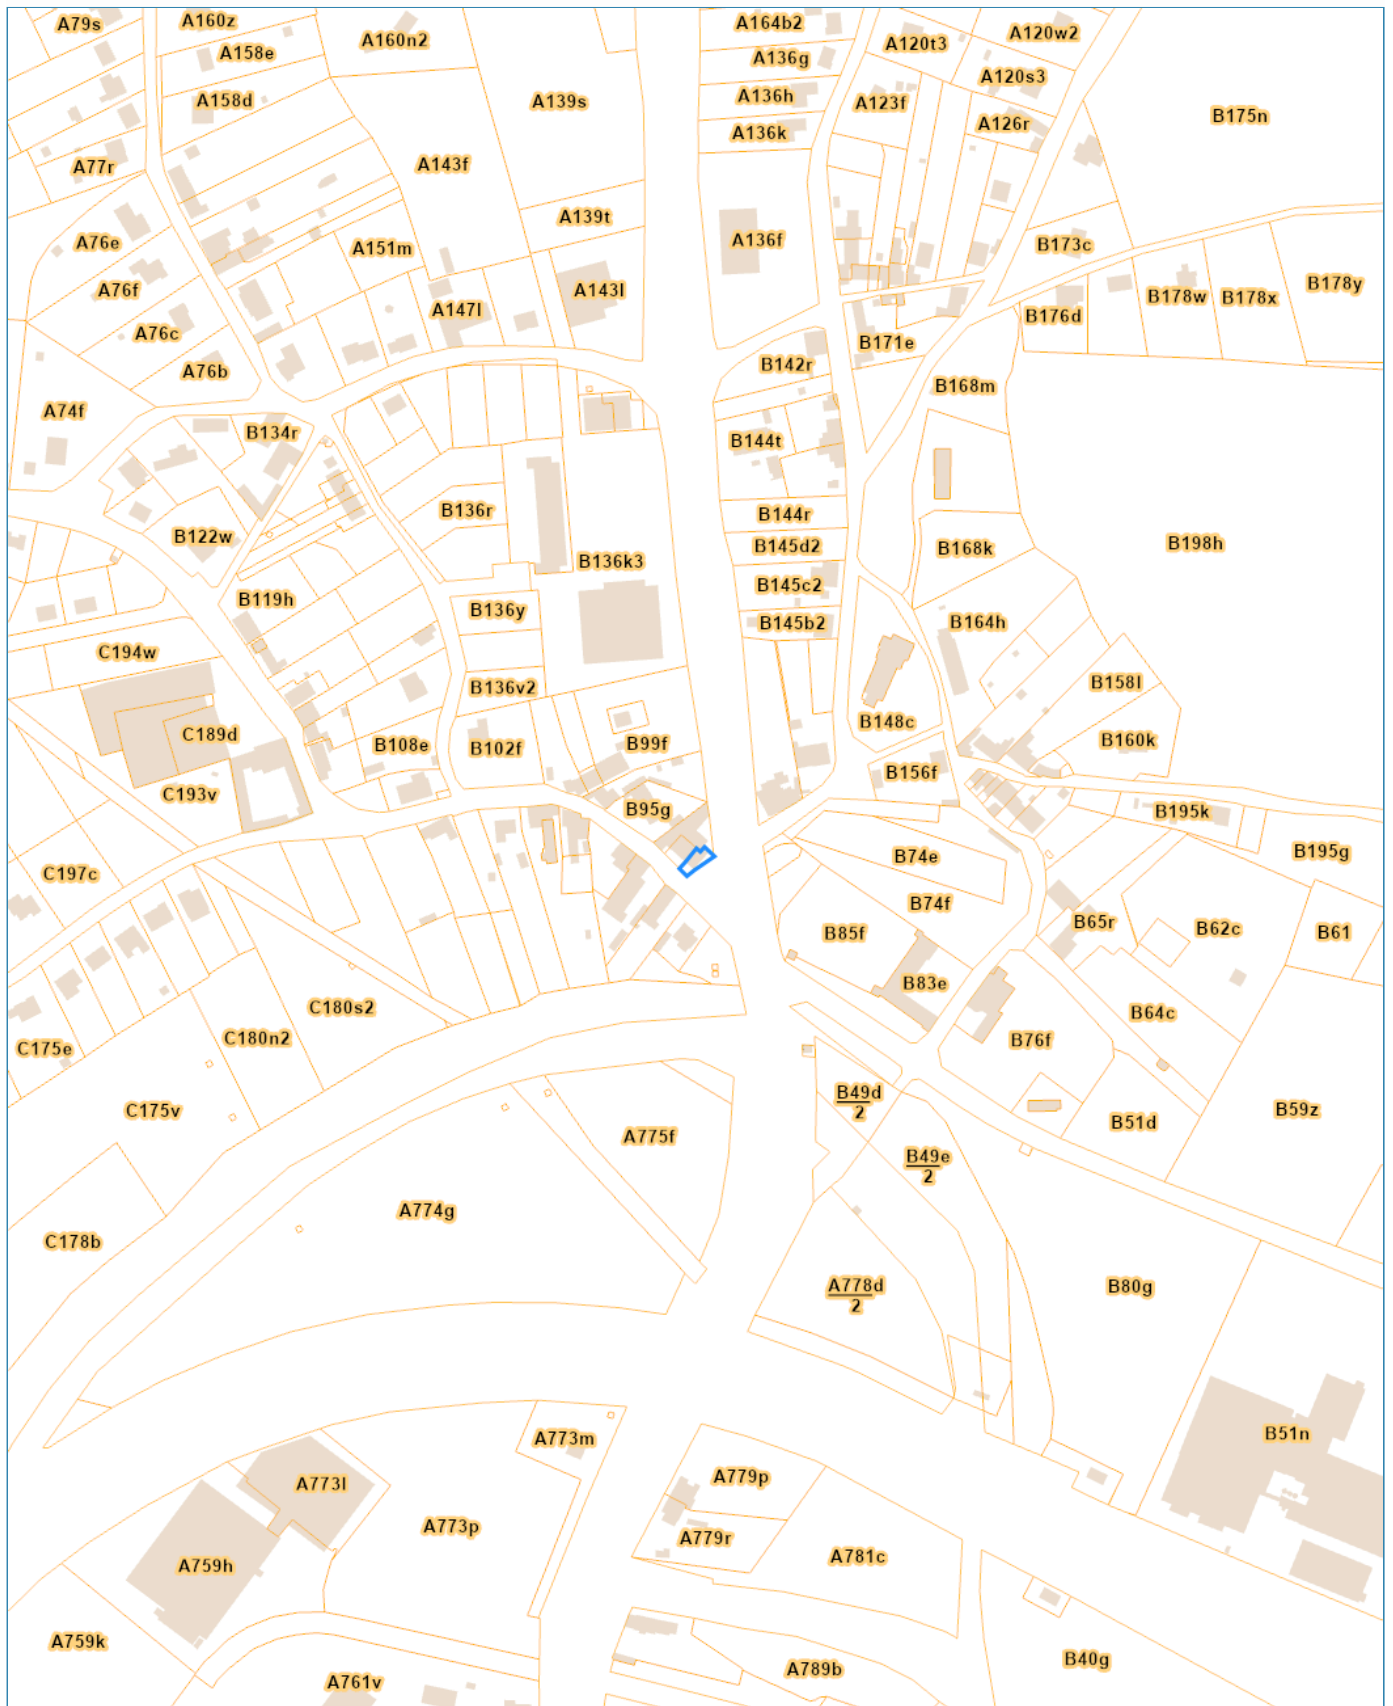 A79s
A160z
A158e
A160n2
A158d
A139s
A77r
A143f
A164b2
A136g
A136h
A136k
A120t3
A120w2
A120s3
A123f
A126r
B175n
A76e
A76f
A76c
A76b
A151m
A147l
A139t
A143l
A136f
B173c
B176d
B178w
B178x
B178y
B171e
B142r
B168m
A74f
B134r
B144t
B122w
B136r
B144r
B145d2
B136k3
B168k
B198h
B119h
B136y
B145c2
B145b2
B164h
C194w
B136v2
B158l
C189d
B108e
B102f
B99f
B148c
B160k
B156f
C193v
B95g
B195k
B195g
C197c
B74e
B74f
B85f
B65r
B62c
B61
B83e
C180s2
C180n2
C175e
B64c
B76f
C175v
A775f
B49d
2
B51d
B59z
B49e
2
A774g
C178b
A778d
2
B80g
A773m
B51n
A773l
A779p
A773p
A779r
A781c
A759h
A759k
A761v
A789b
B40g